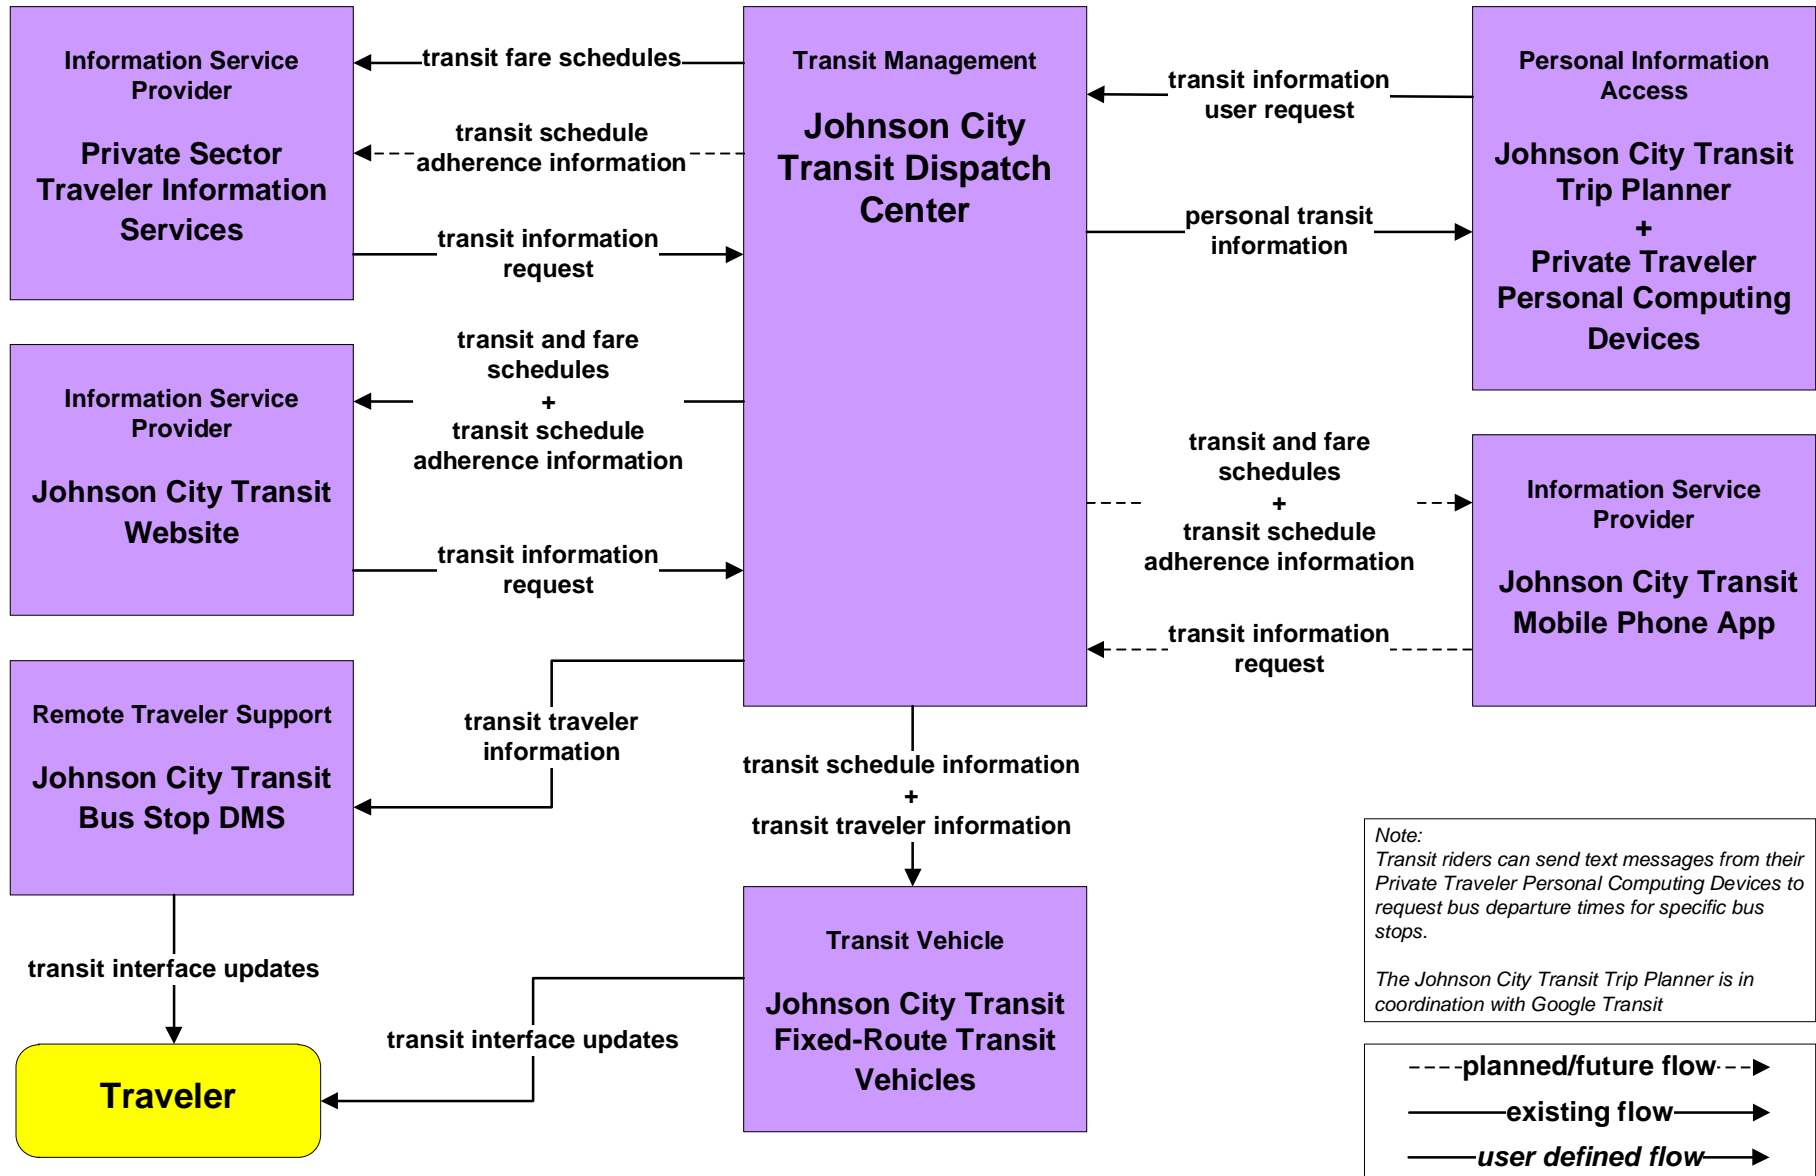 Information Service
Provider
Private Sector
Traveler Information
Services
transit fare schedules
transit schedule
adherence information
transit information
request
Transit Management
Johnson City
Transit Dispatch
Center
transit information
user request
personal transit
information
Personal Information
Access
Johnson City Transit
Trip Planner
+
Private Traveler
Personal Computing
Devices
Information Service
Provider
Johnson City Transit
Website
transit and fare
schedules
+
transit schedule
adherence information
transit information
request
transit and fare
schedules
+
transit schedule
adherence information
transit information
request
Information Service
Provider
Johnson City Transit
Mobile Phone App
Remote Traveler Support
Johnson City Transit
Bus Stop DMS
transit traveler
information
transit schedule information
+
transit traveler information
Transit Vehicle
Johnson City Transit
Fixed-Route Transit
Vehicles
transit interface updates
transit interface updates
Traveler
Note:
Transit riders can send text messages from their
Private Traveler Personal Computing Devices to
request bus departure times for specific bus
stops.
The Johnson City Transit Trip Planner is in
coordination with Google Transit
planned/future flow
existing flow
user defined flow